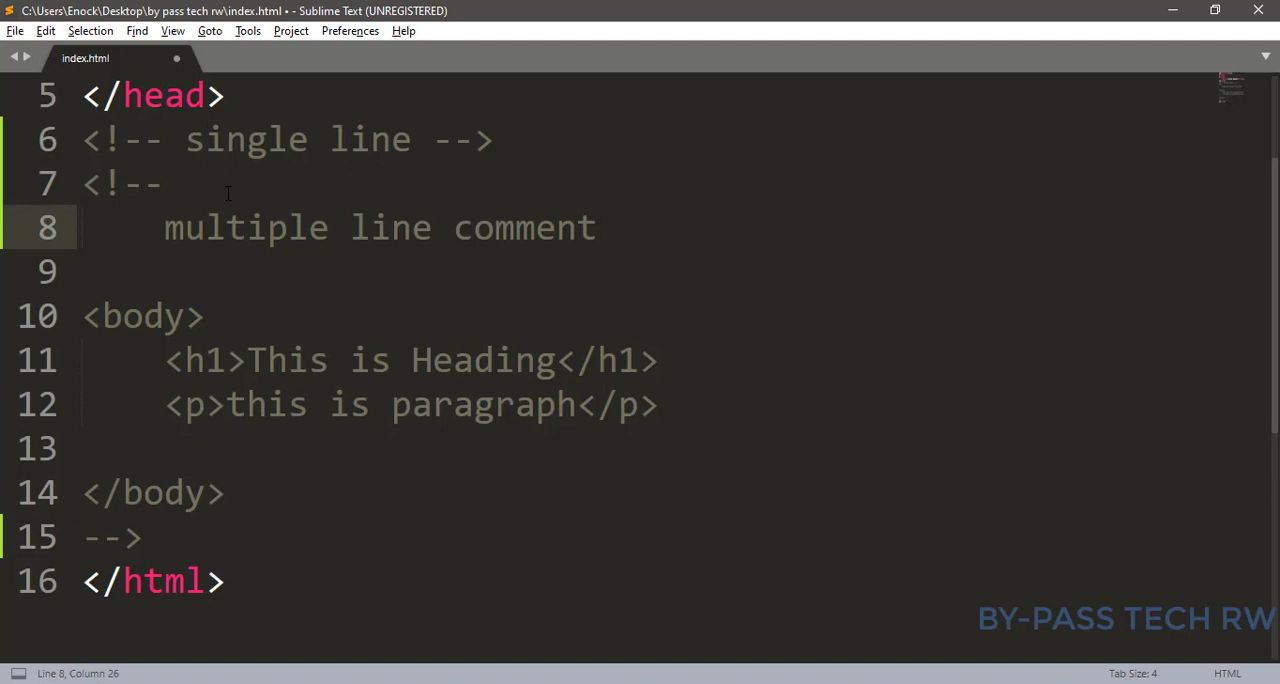 C:\Users\Enock\Desktop\by pass tech rw\index.html • - Sublime Text (UNREGISTERED)
File Edit Selection Find View Goto Tools Project Preferences Help
index.html
5 </head>
6 <!-- single line -->
7 <!--
8 multiple line comment
9
10 <body>
11 <h1>This is Heading</h1>
12 <p>this is paragraph</p>
13
14 </body>
15 -->
16 </html>
BY-PASS TECH RW
Line 8, Column 26 Tab Size: 4 HTML